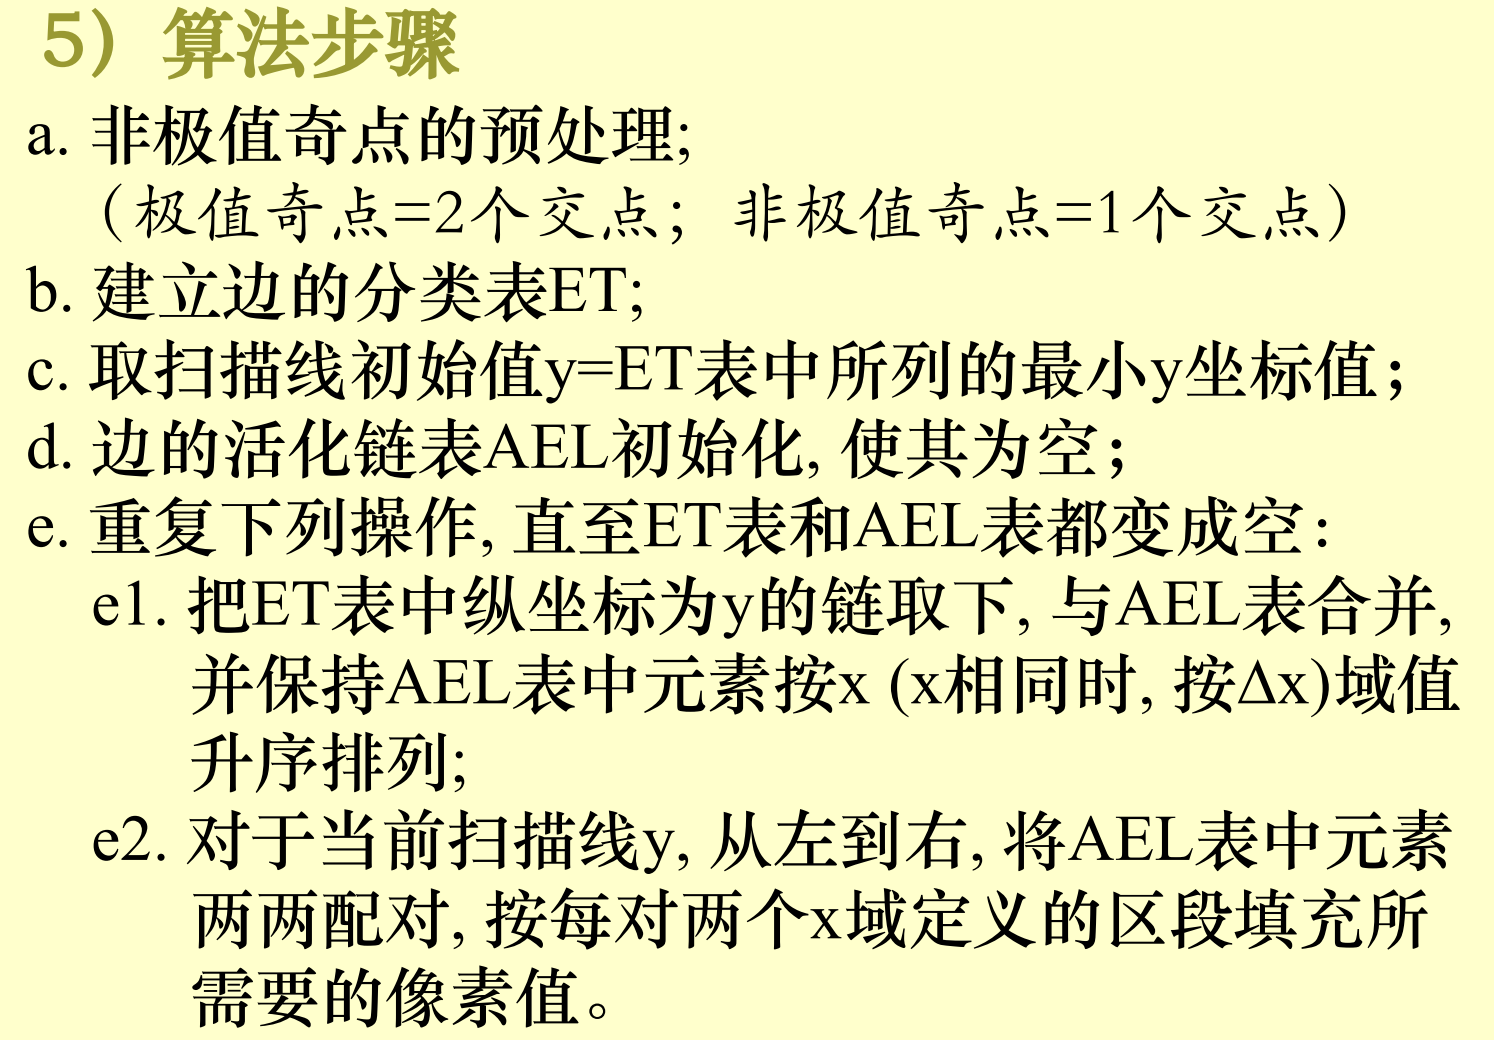 5）算法步骤
a. 非极值奇点的预处理;
（极值奇点=2个交点；非极值奇点=1个交点）
b. 建立边的分类表ET;
c. 取扫描线初始值y=ET表中所列的最小y坐标值；
d. 边的活化链表AEL初始化, 使其为空；
e. 重复下列操作, 直至ET表和AEL表都变成空：
e1. 把ET表中纵坐标为y的链取下, 与AEL表合并,
并保持AEL表中元素按x (x相同时, 按Δx)域值
升序排列;
e2. 对于当前扫描线y, 从左到右, 将AEL表中元素
两两配对, 按每对两个x域定义的区段填充所
需要的像素值。